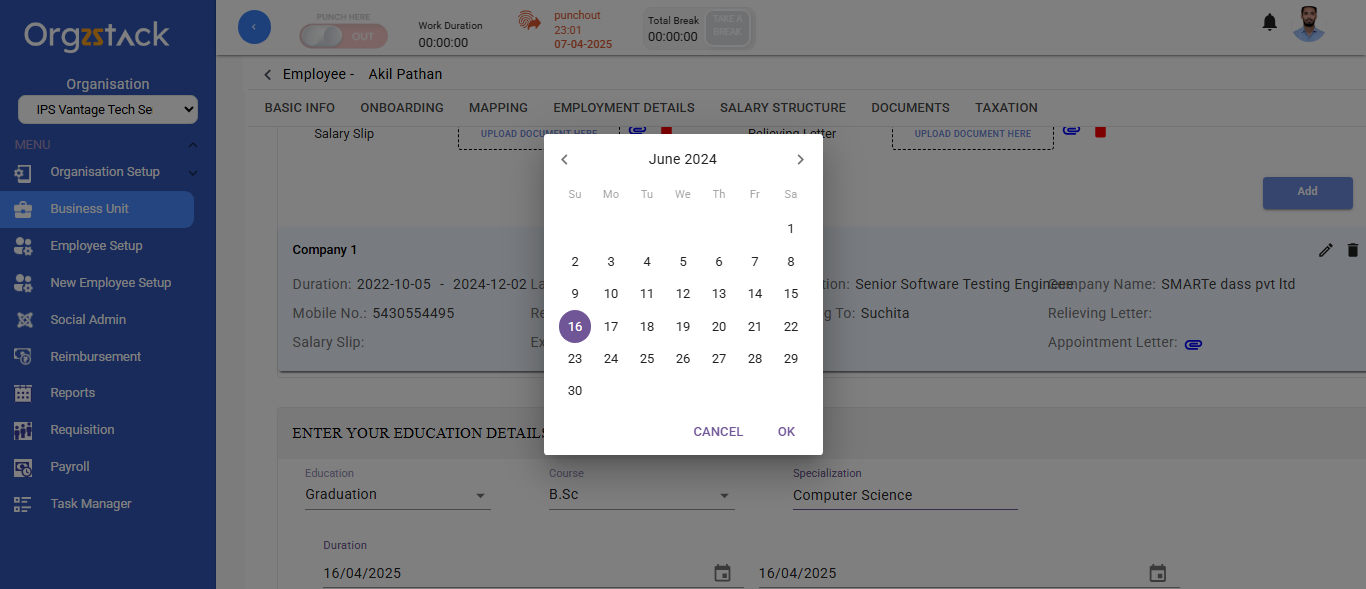 Orgzstack
Organisation
IPS Vantage Tech Se
MENU
Organisation Setup
Business Unit
Employee Setup
New Employee Setup
Social Admin
Reimbursement
Reports
Requisition
Payroll
Task Manager
PUNCH HERE
OUT
Work Duration
00:00:00
punchout
23:01
07-04-2025
Total Break
00:00:00
TAKE A
BREAK
Employee - Akil Pathan
BASIC INFO ONBOARDING MAPPING EMPLOYMENT DETAILS SALARY STRUCTURE DOCUMENTS TAXATION
Salary Slip UPLOAD DOCUMENT HERE Relieving Letter UPLOAD DOCUMENT HERE
Add
Company 1
Duration: 2022-10-05 - 2024-12-02 La
Senior Software Testing Engineer
Company Name: SMARTe dass pvt ltd
Mobile No.: 5430554495 Re
g To: Suchita Relieving Letter:
Salary Slip: Ex
Appointment Letter:
June 2024
Su Mo Tu We Th Fr Sa
1
2 3 4 5 6 7 8
9 10 11 12 13 14 15
16 17 18 19 20 21 22
23 24 25 26 27 28 29
30
CANCEL OK
ENTER YOUR EDUCATION DETAILS
Education Course Specialization
Graduation B.Sc Computer Science
Duration
16/04/2025 16/04/2025